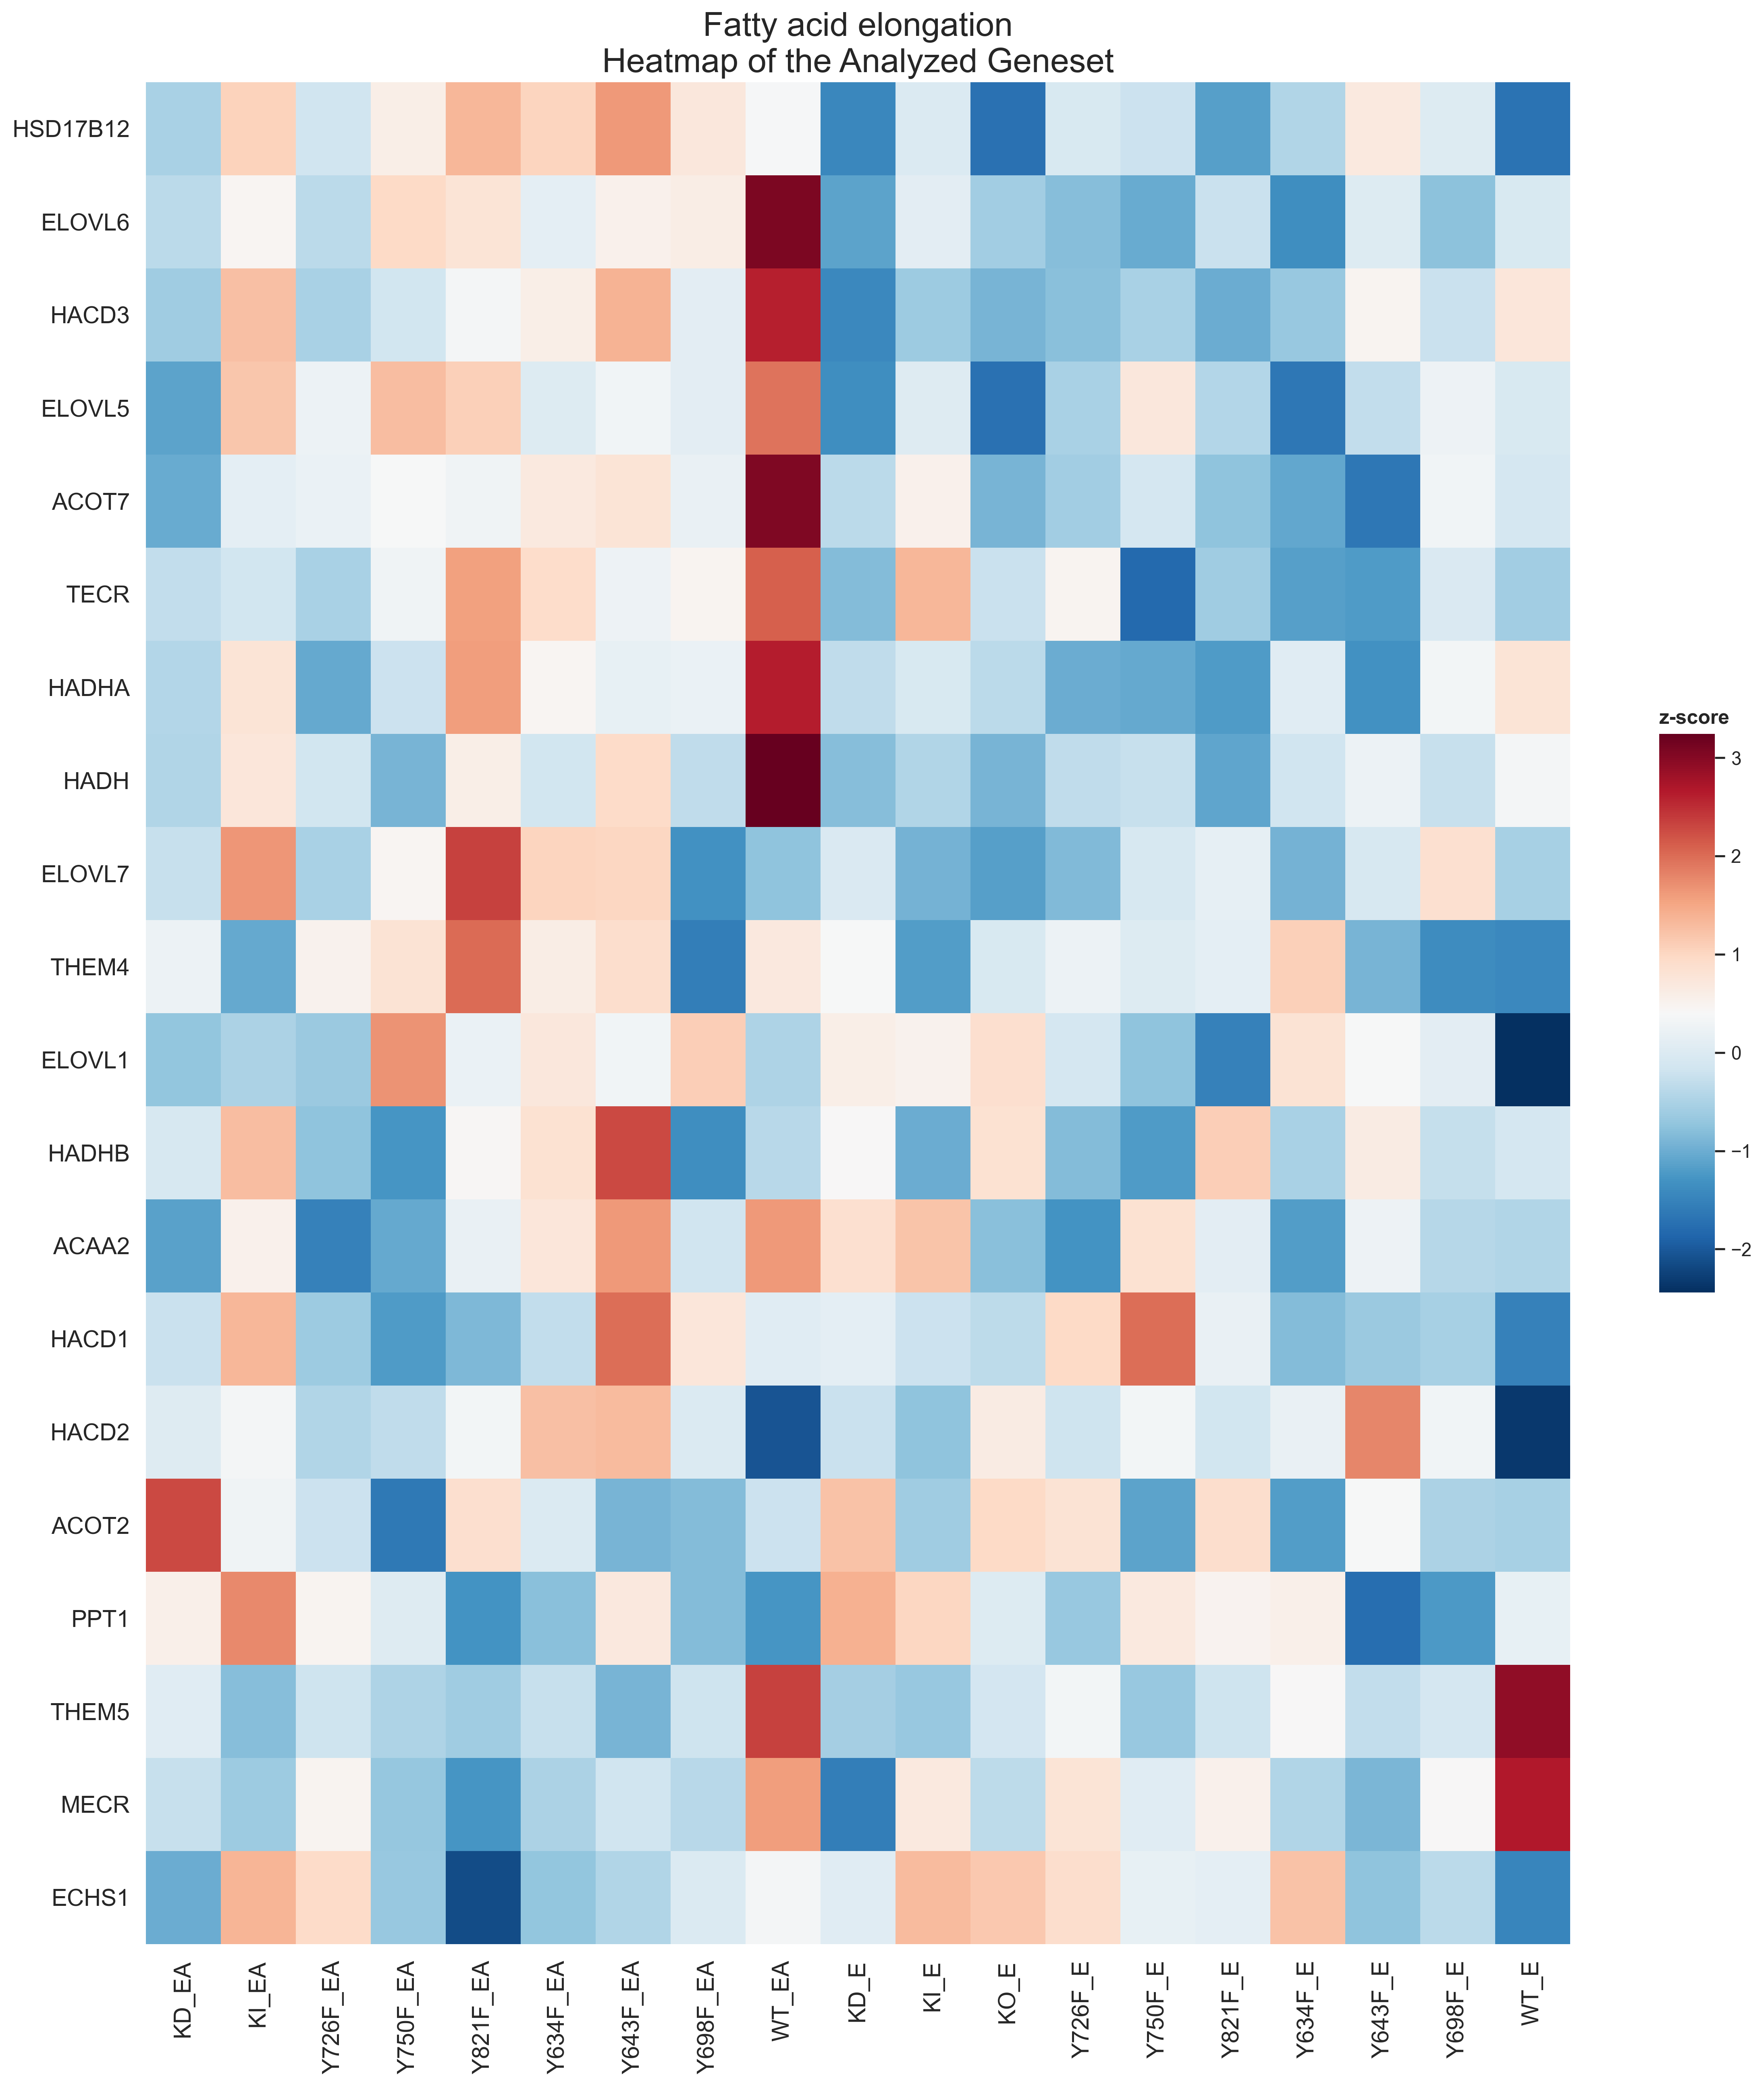 Fatty acid elongation
Heatmap of the Analyzed Geneset
HSD17B12
ELOVL6
HACD3
ELOVL5
ACOT7
TECR
HADHA
HADH
ELOVL7
THEM4
ELOVL1
HADHB
ACAA2
HACD1
HACD2
ACOT2
PPT1
THEM5
MECR
ECHS1
KD_EA
KI_EA
Y726F_EA
Y750F_EA
Y821F_EA
Y634F_EA
Y643F_EA
Y698F_EA
WT_EA
KD_E
KI_E
KO_E
Y726F_E
Y750F_E
Y821F_E
Y634F_E
Y643F_E
Y698F_E
WT_E
z-score
3
2
1
0
−1
−2